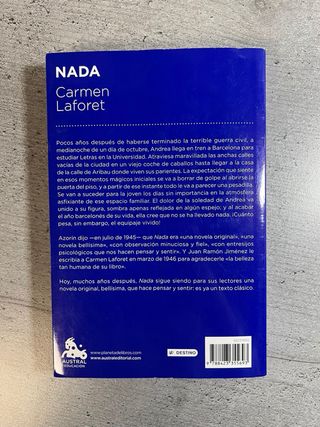 NADA
Carmen
Laforet
Pocos años después de haberse terminado la terrible guerra civil, a
medianoche de un día de octubre, Andrea llega en tren a Barcelona para
estudiar Letras en la Universidad. Atraviesa maravillada las anchas calles
vacías de la ciudad en un viejo coche de caballos hasta llegar a la casa
de la calle de Aribau donde viven sus parientes. La expectación que siente
en esos momentos mágicos iniciales se va a borrar de golpe al abrirse la
puerta del piso, y a partir de ese instante todo le va a parecer una pesadilla.
Se van a suceder para la joven los días sin importancia en la atmósfera
asfixiante de ese espacio familiar. El dolor de la soledad de Andrea va
unido a su figura, sombra apenas reflejada en algún espejo; y al acabar
el año barcelonés de su vida, ella cree que no se ha llevado nada. ¡Cuánto
pesa, sin embargo, el equipaje vivido!
Azorín dijo —en julio de 1945— que Nada era «una novela original», «una
novela bellísima», «con observación minuciosa y fiel», «con entresijos
psicológicos que nos hacen pensar y sentir». Y Juan Ramón Jiménez le
escribía a Carmen Laforet en marzo de 1946 para agradecerle «la belleza
tan humana de su libro».
Hoy, muchos años después, Nada sigue siendo para sus lectores una
novela original, bellísima, que hace pensar y sentir: es ya un texto clásico.
AUSTRAL
EDUCACIÓN
www.planetadelibros.com
www.australeditorial.com
DESTINO
9 788423 355693